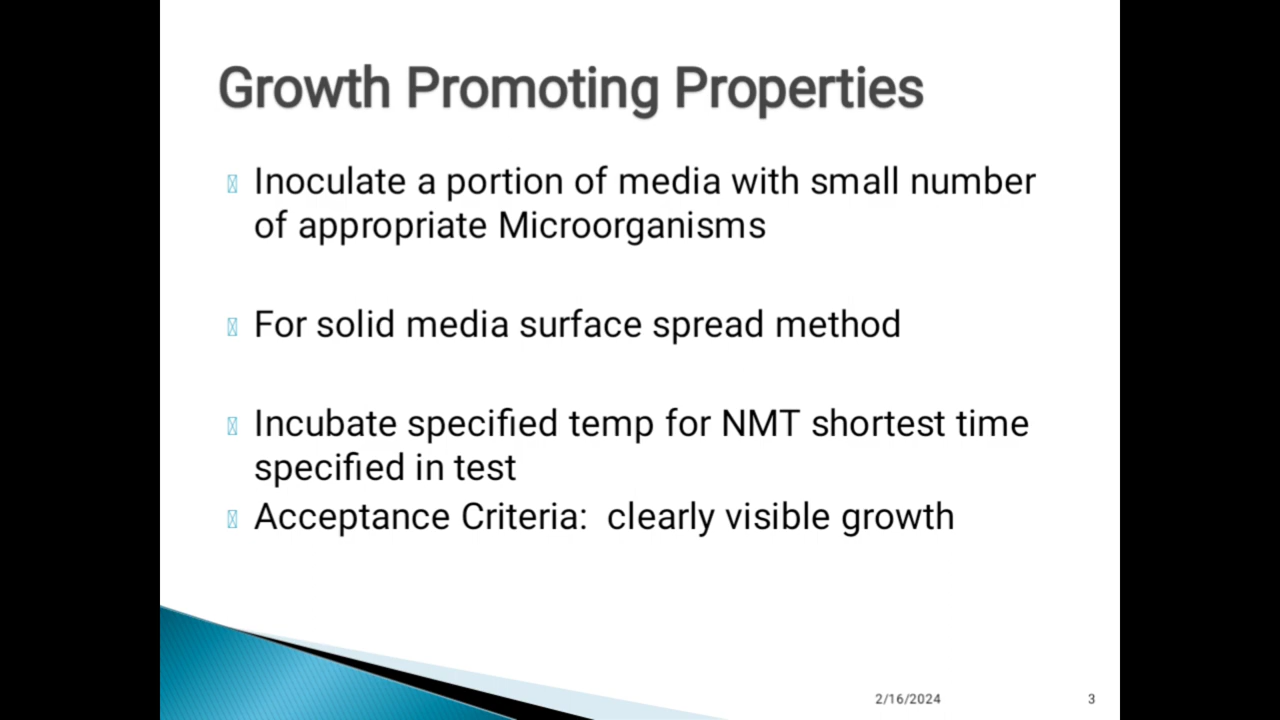 Growth Promoting Properties
Inoculate a portion of media with small number
of appropriate Microorganisms
For solid media surface spread method
Incubate specified temp for NMT shortest time
specified in test
Acceptance Criteria:  clearly visible growth
2/16/2024
3